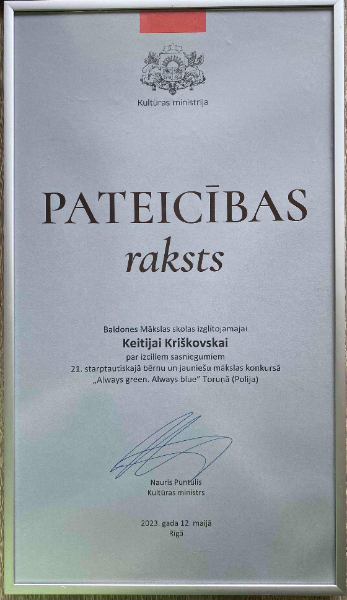 Kultūras ministrija
PATEICĪBAS
raksts
Baldones Mākslas skolas izglītojamajai
Keitijai Kriškovskai
par izciliem sasniegumiem
21. starptautiskajā bērnu un jauniešu mākslas konkursā
„Always green. Always blue” Toruņā (Polija)
Nauris Puntulis
Kultūras ministrs
2023. gada 12. maijā
Rīgā